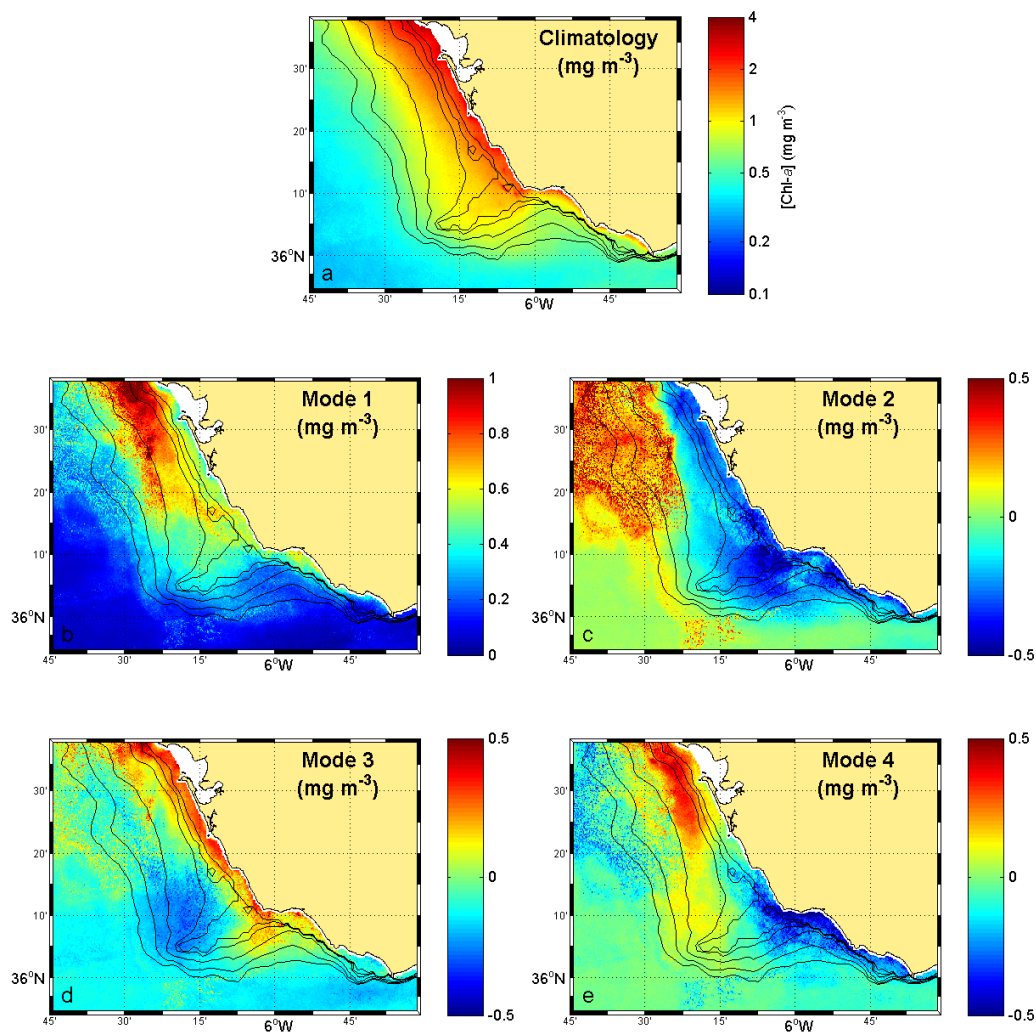 Climatology
(mg m⁻³)
30'
20'
10'
36°N
a
45'
30'
15'
6°W
45'
4
2
1
0.5
0.2
0.1
[Chl-a] (mg m⁻³)
Mode 1
(mg m⁻³)
30'
20'
10'
36°N
b
45'
30'
15'
6°W
45'
1
0.8
0.6
0.4
0.2
0
Mode 2
(mg m⁻³)
30'
20'
10'
36°N
c
45'
30'
15'
6°W
45'
0.5
0
-0.5
Mode 3
(mg m⁻³)
30'
20'
10'
36°N
d
45'
30'
15'
6°W
45'
0.5
0
-0.5
Mode 4
(mg m⁻³)
30'
20'
10'
36°N
e
45'
30'
15'
6°W
45'
0.5
0
-0.5